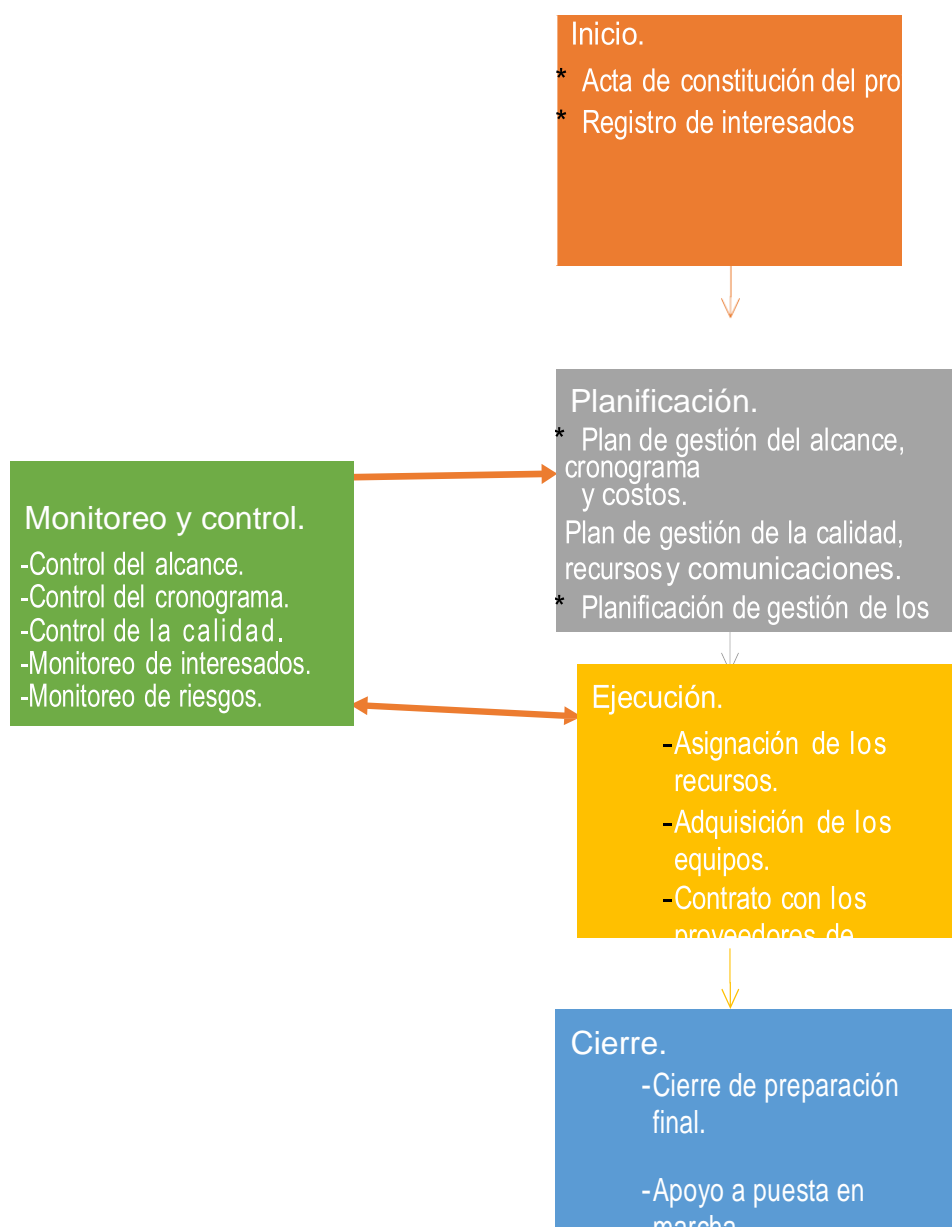 Inicio.
* Acta de constitución del pro
* Registro de interesados
Planificación.
* Plan de gestión del alcance,
cronograma
y costos.
Plan de gestión de la calidad,
recursos y comunicaciones.
* Planificación de gestión de los
Monitoreo y control.
-Control del alcance.
-Control del cronograma.
-Control de la calidad.
-Monitoreo de interesados.
-Monitoreo de riesgos.
Ejecución.
-Asignación de los
recursos.
-Adquisición de los
equipos.
-Contrato con los
proveedores de
Cierre.
-Cierre de preparación
final.
-Apoyo a puesta en
marcha